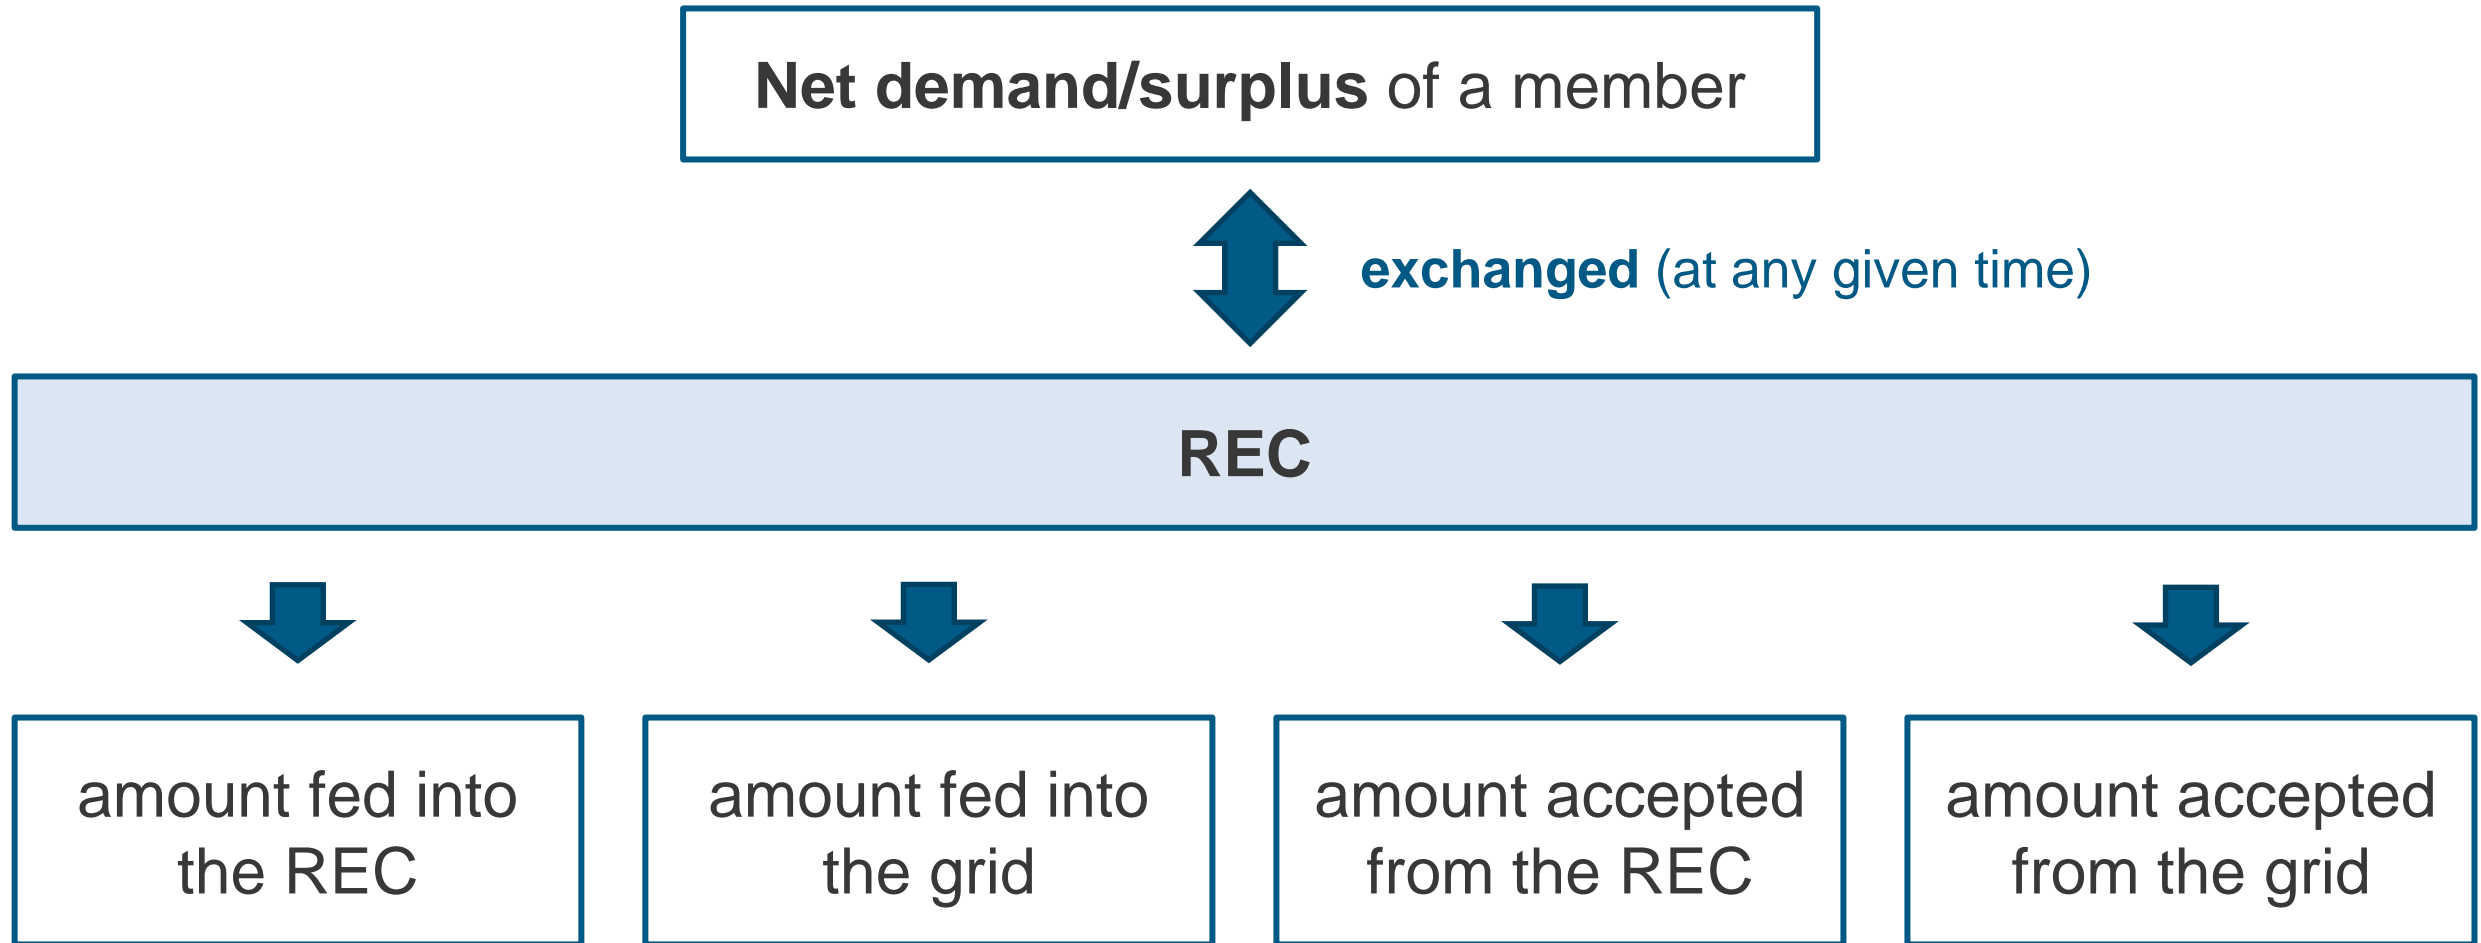 Net demand/surplus of a member
exchanged (at any given time)
REC
amount fed into
the REC
amount fed into
the grid
amount accepted
from the REC
amount accepted
from the grid